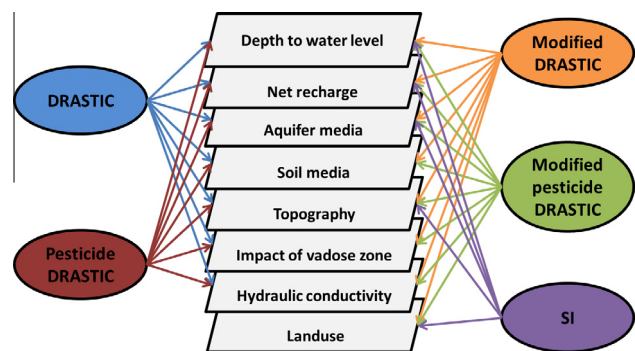 DRASTIC
Pesticide
DRASTIC
Depth to water level
Net recharge
Aquifer media
Soil media
Topography
Impact of vadose zone
Hydraulic conductivity
Landuse
Modified
DRASTIC
Modified
pesticide
DRASTIC
SI